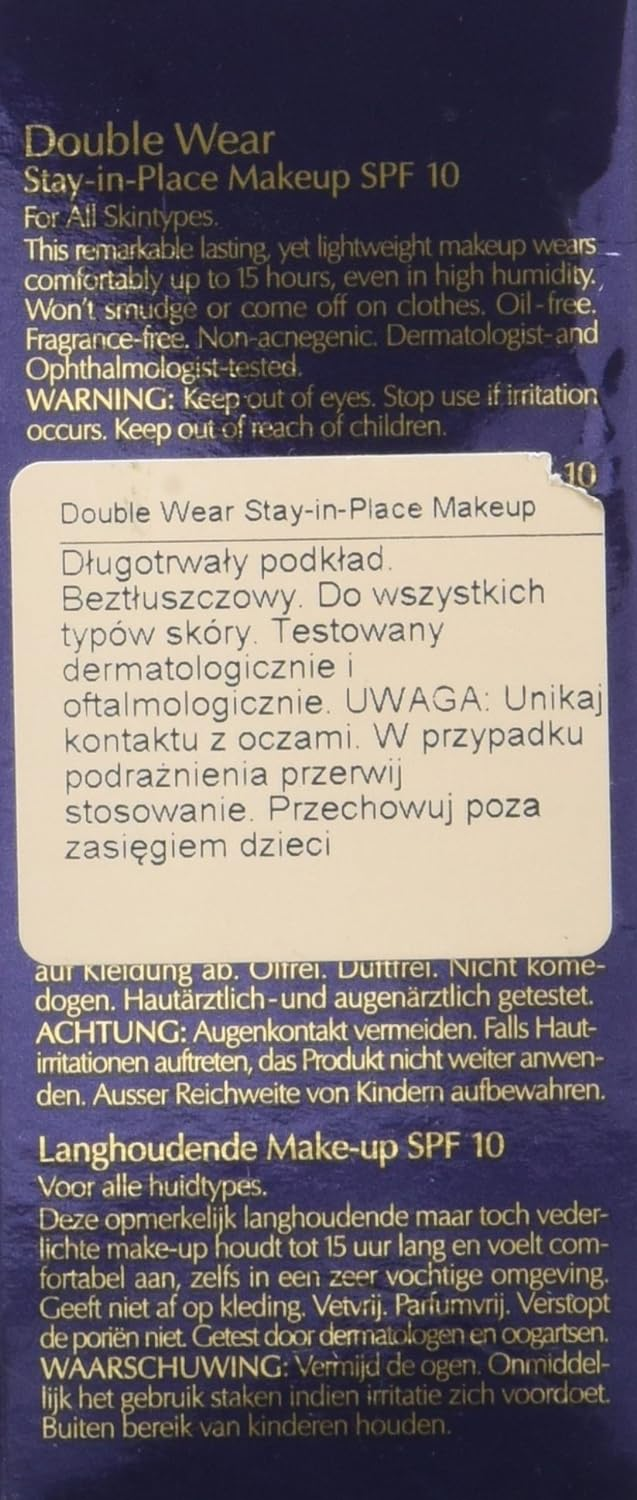 Double Wear
Stay-in-Place Makeup SPF 10
For All Skintypes.
This remarkable lasting, yet lightweight makeup wears
comfortably up to 15 hours, even in high humidity.
Won't smudge or come off on clothes. Oil-free.
Fragrance-free. Non-acnegenic. Dermatologist-and
Ophthalmologist-tested.
WARNING: Keep out of eyes. Stop use if irritation
occurs. Keep out of reach of children.
10
Double Wear Stay-in-Place Makeup
Długotrwały podkład.
Beztłuszczowy. Do wszystkich
typów skóry. Testowany
dermatologicznie i
oftalmologicznie. UWAGA: Unikaj
kontaktu z oczami. W przypadku
podrażnienia przerwij
stosowanie. Przechowuj poza
zasięgiem dzieci
auf Kleidung ab. Ölfrei. Duftfrei. Nicht kome-
dogen. Hautärztlich-und augenärztlich getestet.
ACHTUNG: Augenkontakt vermeiden. Falls Haut-
irritationen auftreten, das Produkt nicht weiter anwen-
den. Ausser Reichweite von Kindern aufbewahren.
Langhoudende Make-up SPF 10
Voor alle huidtypes.
Deze opmerkelijk langhoudende maar toch veder-
lichte make-up houdt tot 15 uur lang en voelt com-
fortabel aan, zelfs in een zeer vochtige omgeving.
Geeft niet af op kleding. Vetvrij. Parfumvrij. Verstopt
de poriën niet. Getest door dermatologen en oogartsen.
WAARSCHUWING: Vermijd de ogen. Onmiddel-
lijk het gebruik staken indien irritatie zich voordoet.
Buiten bereik van kinderen houden.